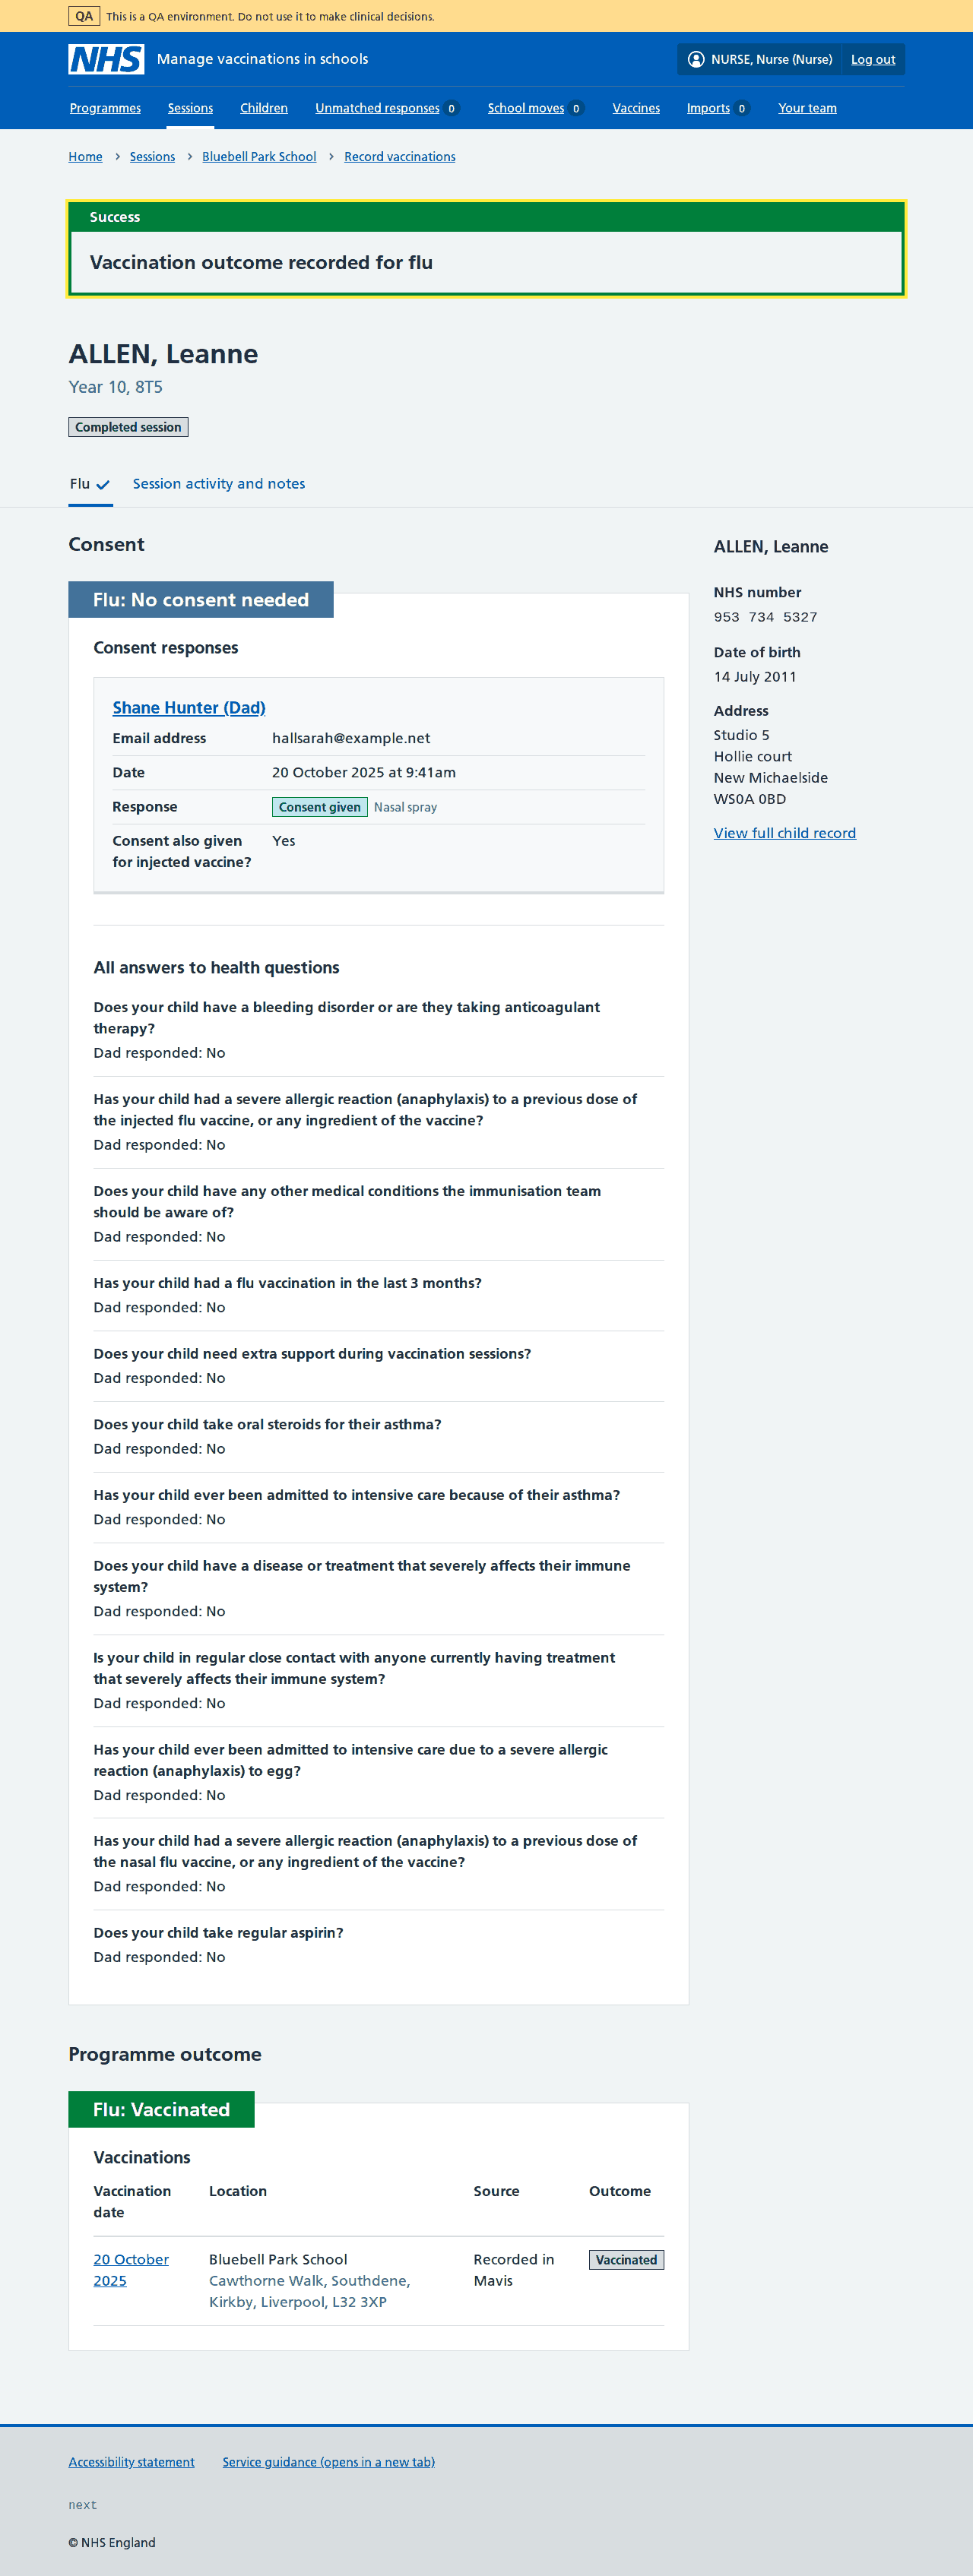 QA This is a QA environment. Do not use it to make clinical decisions.
NHS Manage vaccinations in schools NURSE, Nurse (Nurse) Log out
Programmes Sessions Children Unmatched responses 0 School moves 0 Vaccines Imports 0 Your team
Home Sessions Bluebell Park School Record vaccinations
Success
Vaccination outcome recorded for flu
ALLEN, Leanne
Year 10, 8T5
Completed session
Flu Session activity and notes
Consent
Flu: No consent needed
Consent responses
Shane Hunter (Dad)
Email address hallsarah@example.net
Date 20 October 2025 at 9:41am
Response Consent given Nasal spray
Consent also given Yes
for injected vaccine?
All answers to health questions
Does your child have a bleeding disorder or are they taking anticoagulant
therapy?
Dad responded: No
Has your child had a severe allergic reaction (anaphylaxis) to a previous dose of
the injected flu vaccine, or any ingredient of the vaccine?
Dad responded: No
Does your child have any other medical conditions the immunisation team
should be aware of?
Dad responded: No
Has your child had a flu vaccination in the last 3 months?
Dad responded: No
Does your child need extra support during vaccination sessions?
Dad responded: No
Does your child take oral steroids for their asthma?
Dad responded: No
Has your child ever been admitted to intensive care because of their asthma?
Dad responded: No
Does your child have a disease or treatment that severely affects their immune
system?
Dad responded: No
Is your child in regular close contact with anyone currently having treatment
that severely affects their immune system?
Dad responded: No
Has your child ever been admitted to intensive care due to a severe allergic
reaction (anaphylaxis) to egg?
Dad responded: No
Has your child had a severe allergic reaction (anaphylaxis) to a previous dose of
the nasal flu vaccine, or any ingredient of the vaccine?
Dad responded: No
Does your child take regular aspirin?
Dad responded: No
ALLEN, Leanne
NHS number
953 734 5327
Date of birth
14 July 2011
Address
Studio 5
Hollie court
New Michaelside
WS0A 0BD
View full child record
Programme outcome
Flu: Vaccinated
Vaccinations
Vaccination Location Source Outcome
date
20 October Bluebell Park School Recorded in Vaccinated
2025 Cawthorne Walk, Southdene, Mavis
Kirkby, Liverpool, L32 3XP
Accessibility statement Service guidance (opens in a new tab)
next
© NHS England